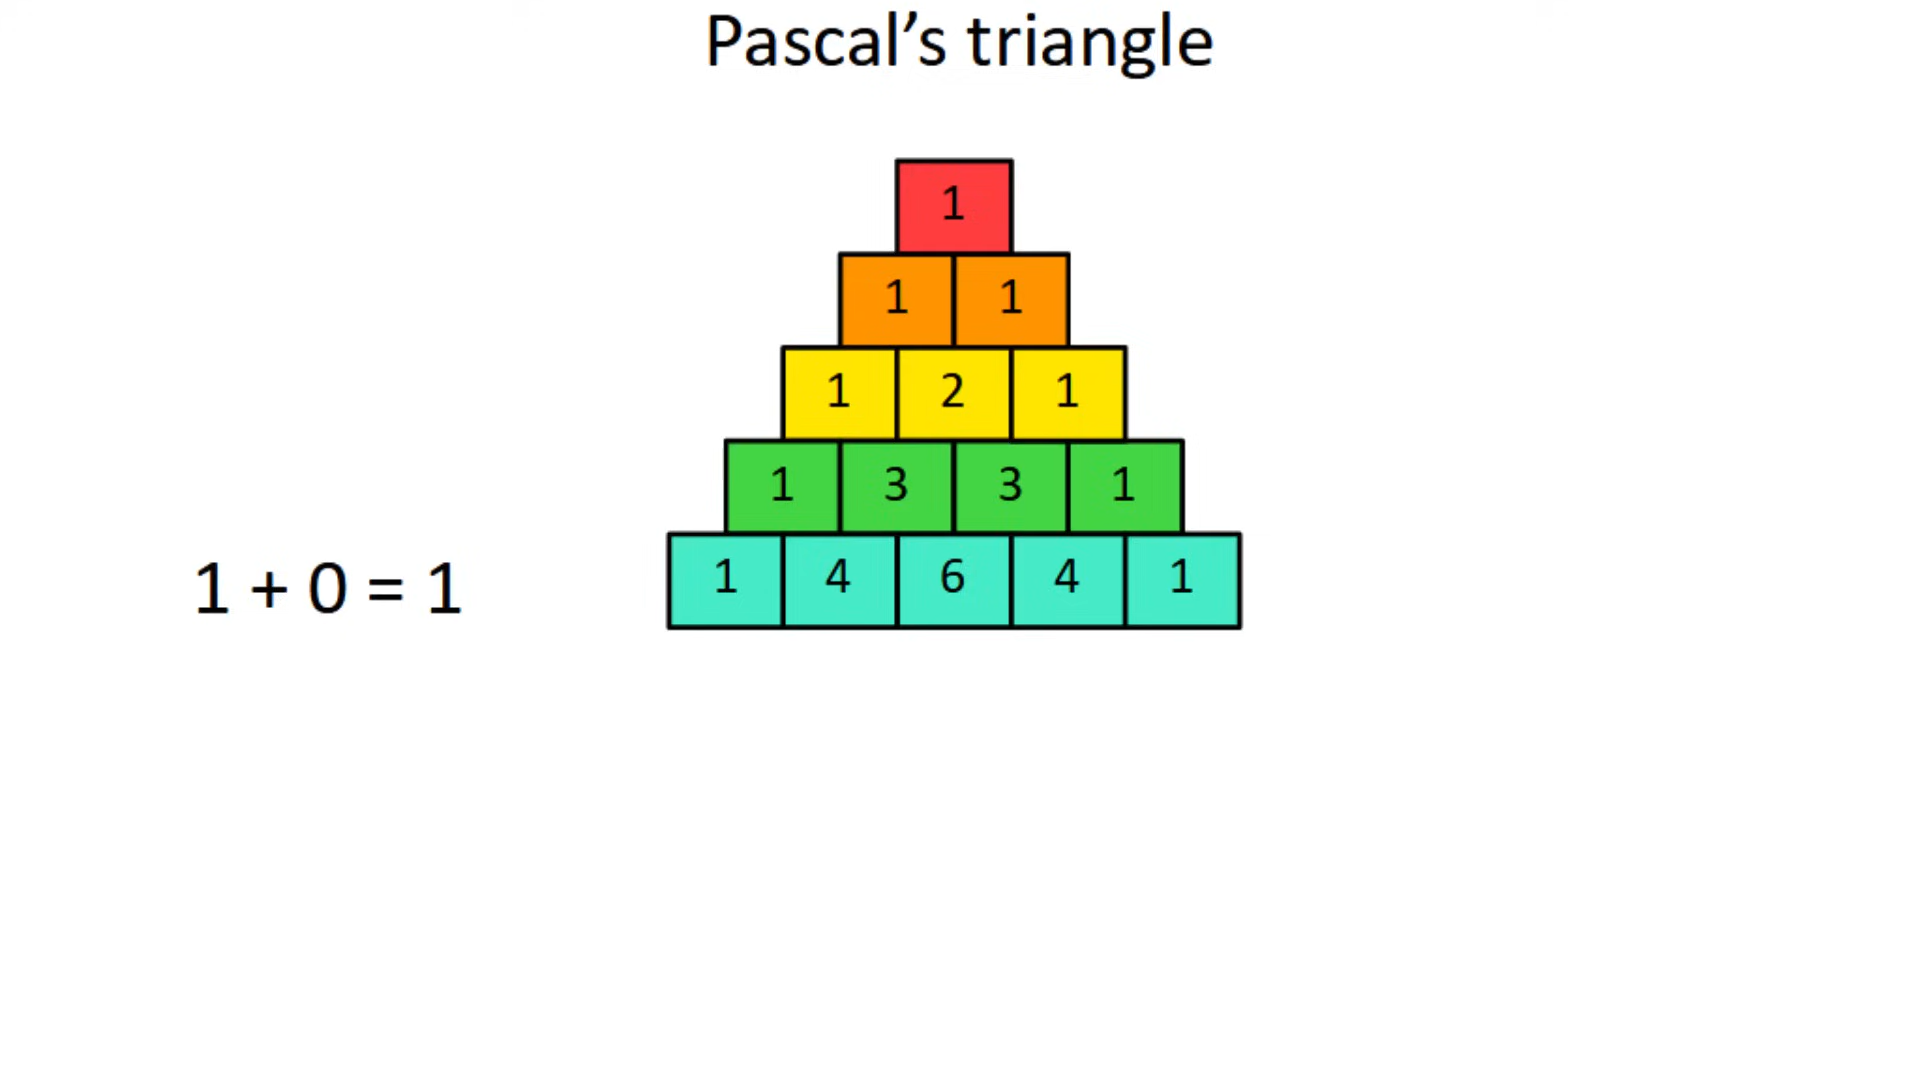 Pascal’s triangle
1
1 1
1 2 1
1 3 3 1
1 4 6 4 1
1 + 0 = 1